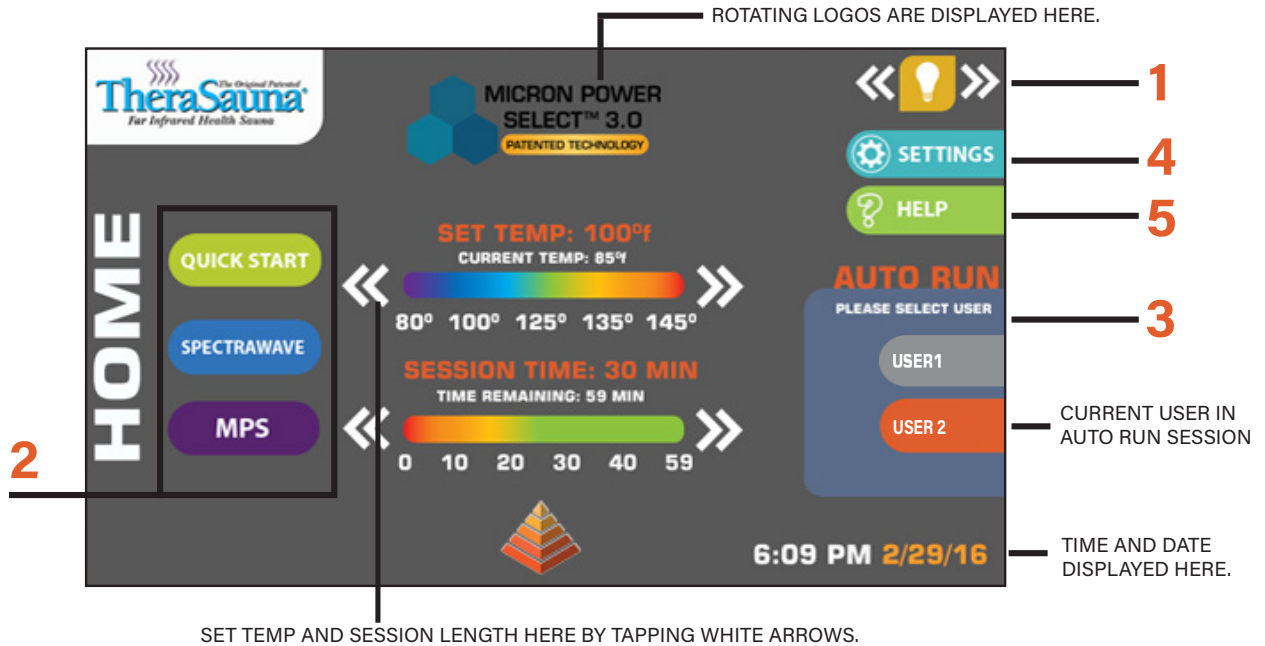 ROTATING LOGOS ARE DISPLAYED HERE.
The Original Patented
TheraSauna®
Far Infrared Health Sauna
MICRON POWER
SELECT™ 3.0
PATENTED TECHNOLOGY
1
SETTINGS
4
HELP
5
HOME
QUICK START
SPECTRAWAVE
MPS
2
SET TEMP: 100ºf
CURRENT TEMP: 85ºf
80º 100º 125º 135º 145º
SESSION TIME: 30 MIN
TIME REMAINING: 59 MIN
0 10 20 30 40 59
AUTO RUN
PLEASE SELECT USER
3
USER1
USER 2
CURRENT USER IN
AUTO RUN SESSION
6:09 PM 2/29/16
TIME AND DATE
DISPLAYED HERE.
SET TEMP AND SESSION LENGTH HERE BY TAPPING WHITE ARROWS.